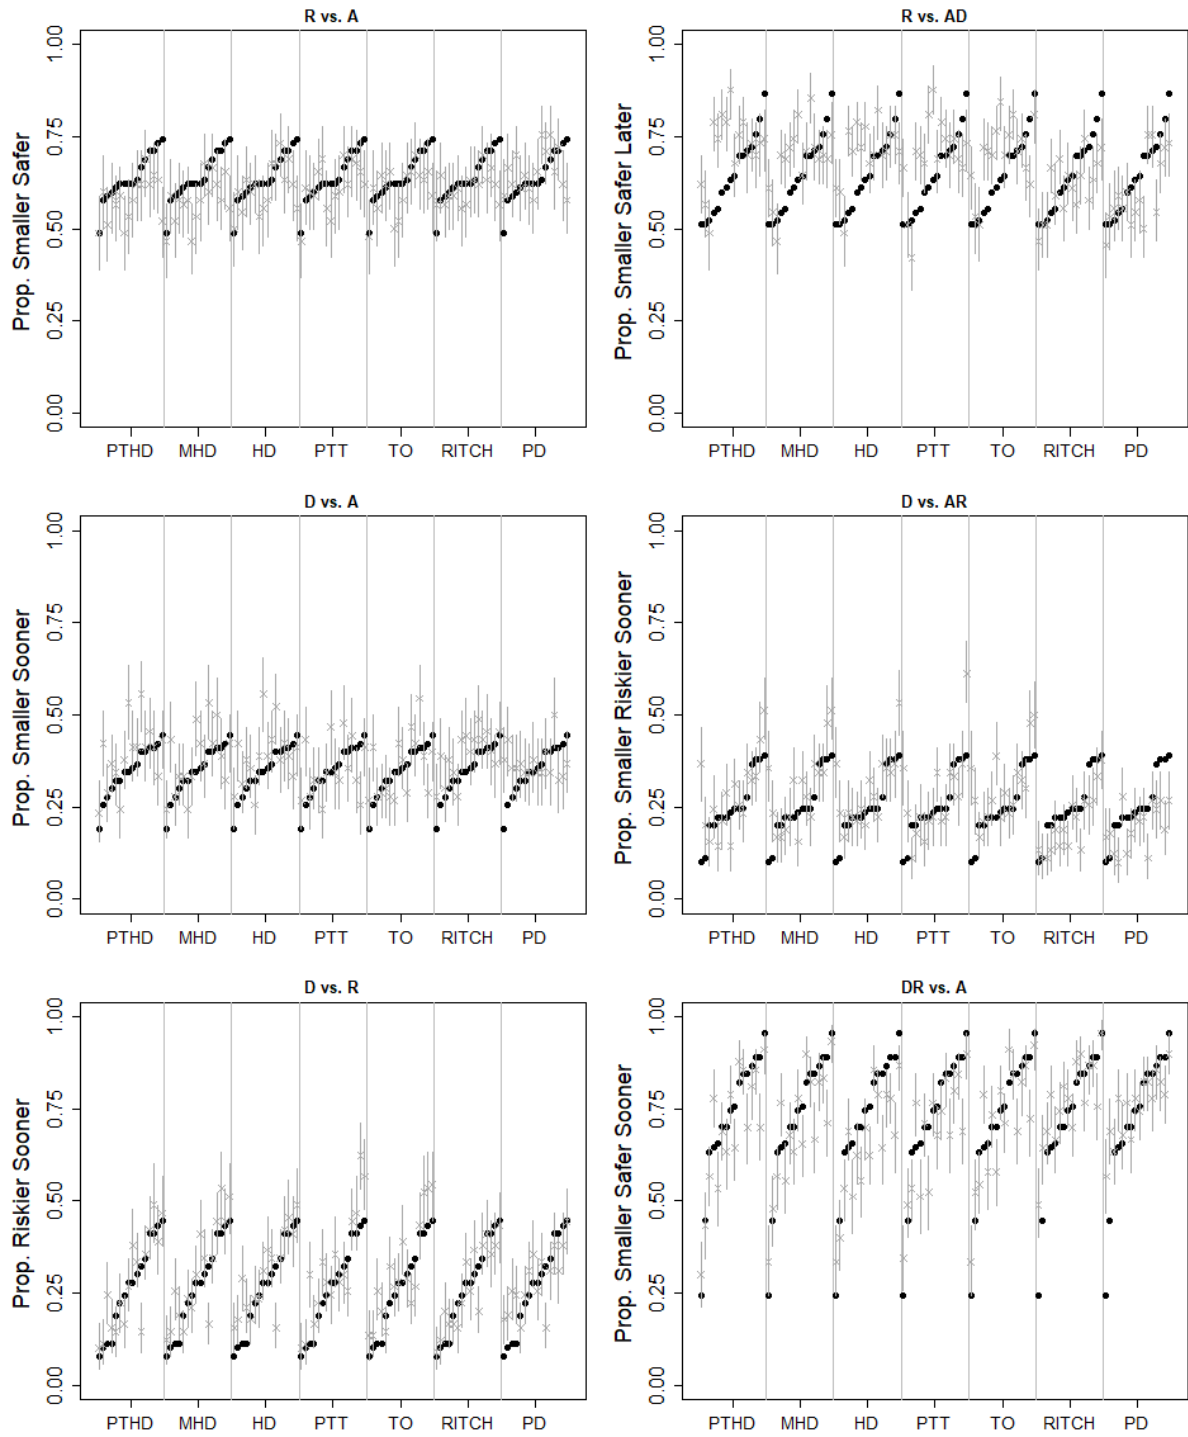 R vs. A
Prop. Smaller Safer
1.00
0.75
0.50
0.25
0.00
PTHD MHD HD PTT TO RITCH PD
R vs. AD
Prop. Smaller Safer Later
1.00
0.75
0.50
0.25
0.00
PTHD MHD HD PTT TO RITCH PD
D vs. A
Prop. Smaller Sooner
1.00
0.75
0.50
0.25
0.00
PTHD MHD HD PTT TO RITCH PD
D vs. AR
Prop. Smaller Riskier Sooner
1.00
0.75
0.50
0.25
0.00
PTHD MHD HD PTT TO RITCH PD
D vs. R
Prop. Riskier Sooner
1.00
0.75
0.50
0.25
0.00
PTHD MHD HD PTT TO RITCH PD
DR vs. A
Prop. Smaller Safer Sooner
1.00
0.75
0.50
0.25
0.00
PTHD MHD HD PTT TO RITCH PD